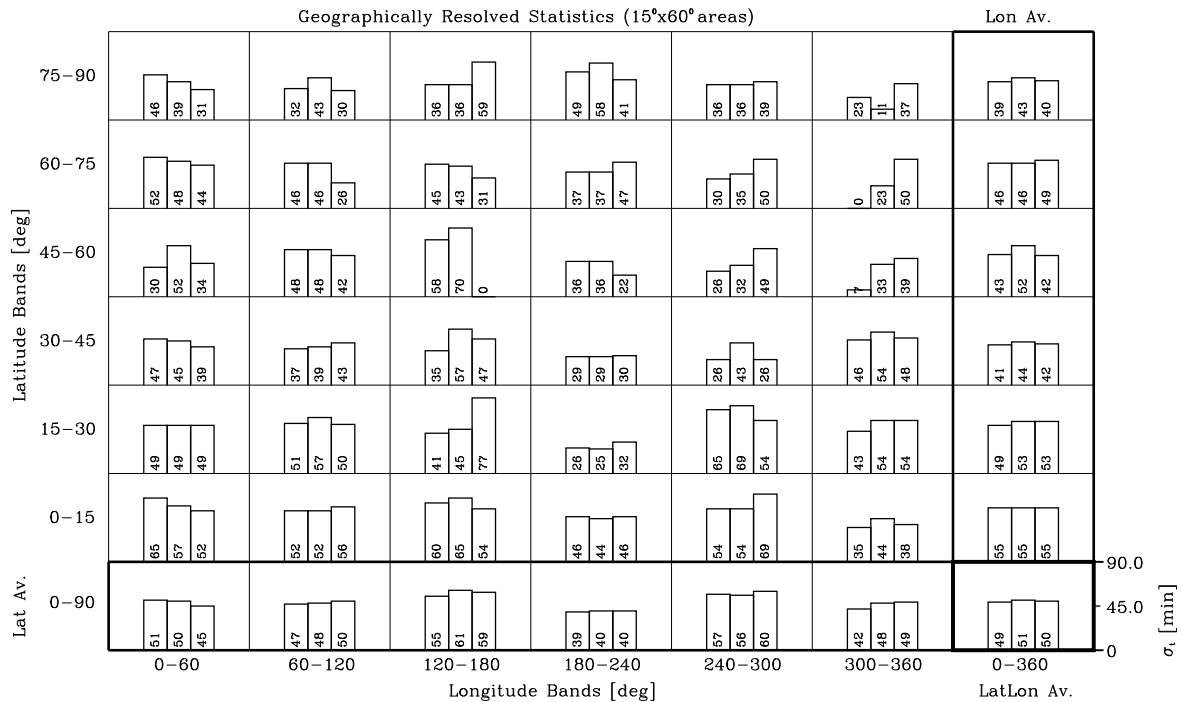 Geographically Resolved Statistics (15°x60° areas) Lon Av.
75−90 46 39 31 32 43 30 36 36 59 49 58 41 36 36 39 23 11 37 39 43 40
60−75 52 48 44 46 46 26 45 43 31 37 37 47 30 35 50 0 23 50 46 46 49
45−60 30 52 34 48 48 42 58 70 0 36 36 22 26 32 49 7 33 39 43 52 42
30−45 47 45 39 37 39 43 35 57 47 29 29 30 26 43 26 46 54 48 41 44 42
15−30 49 49 49 51 57 50 41 45 77 26 25 32 65 69 54 43 54 54 49 53 53
0−15 65 57 52 52 52 56 60 65 54 46 44 46 54 54 69 35 44 38 55 55 55
0−90 51 50 45 47 48 50 55 61 59 39 40 40 57 56 60 42 48 49 49 51 50
Latitude Bands [deg]
Lat Av.
90.0
45.0
0
σι [min]
0−60 60−120 120−180 180−240 240−300 300−360 0−360
Longitude Bands [deg] LatLon Av.